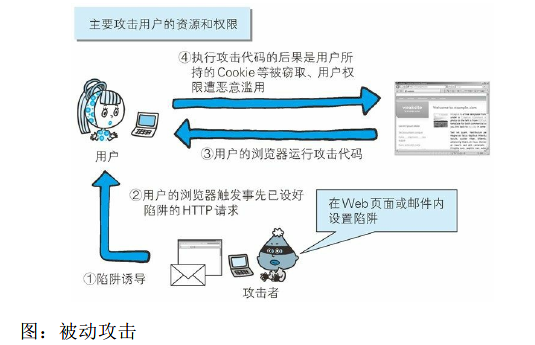 主要攻击用户的资源和权限
④执行攻击代码的后果是用户所
持的Cookie等被窃取、用户权
限遭恶意滥用
用户
③用户的浏览器运行攻击代码
②用户的浏览器触发事先已设好
陷阱的HTTP请求
在Web页面或邮件内
设置陷阱
①陷阱诱导
攻击者
图：被动攻击